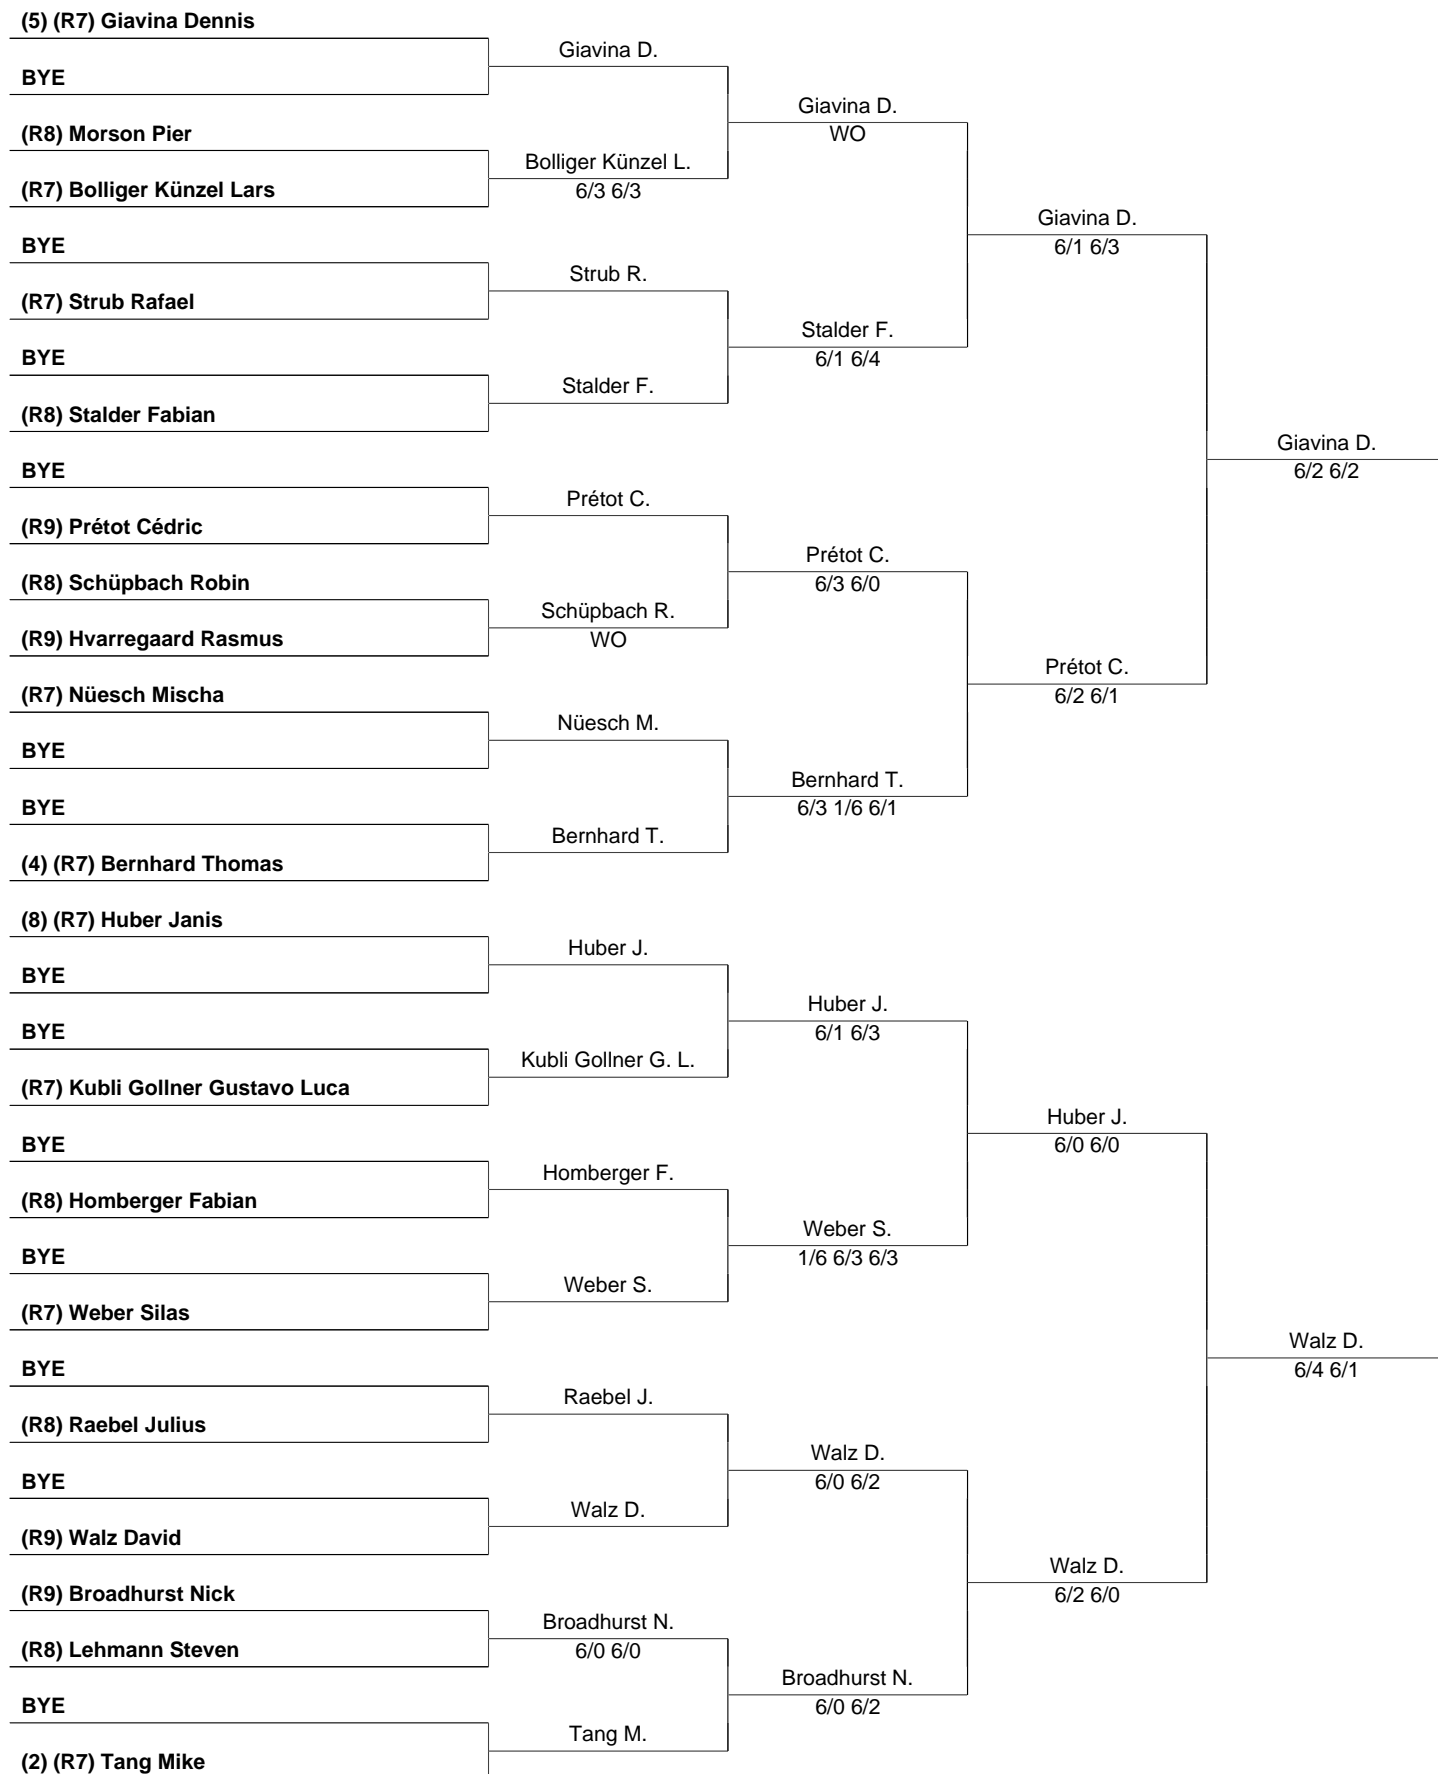 (5) (R7) Giavina Dennis
BYE
(R8) Morson Pier
(R7) Bolliger Künzel Lars
BYE
(R7) Strub Rafael
BYE
(R8) Stalder Fabian
BYE
(R9) Prétot Cédric
(R8) Schüpbach Robin
(R9) Hvarregaard Rasmus
(R7) Nüesch Mischa
BYE
BYE
(4) (R7) Bernhard Thomas
(8) (R7) Huber Janis
BYE
BYE
(R7) Kubli Gollner Gustavo Luca
BYE
(R8) Homberger Fabian
BYE
(R7) Weber Silas
BYE
(R8) Raebel Julius
BYE
(R9) Walz David
(R9) Broadhurst Nick
(R8) Lehmann Steven
BYE
(2) (R7) Tang Mike
Giavina D.
Bolliger Künzel L.
6/3 6/3
Strub R.
Stalder F.
Prétot C.
Schüpbach R.
WO
Nüesch M.
Bernhard T.
Huber J.
Kubli Gollner G. L.
Homberger F.
Weber S.
Raebel J.
Walz D.
Broadhurst N.
6/0 6/0
Tang M.
Giavina D.
WO
Stalder F.
6/1 6/4
Prétot C.
6/3 6/0
Bernhard T.
6/3 1/6 6/1
Huber J.
6/1 6/3
Weber S.
1/6 6/3 6/3
Walz D.
6/0 6/2
Broadhurst N.
6/0 6/2
Giavina D.
6/1 6/3
Prétot C.
6/2 6/1
Huber J.
6/0 6/0
Walz D.
6/2 6/0
Giavina D.
6/2 6/2
Walz D.
6/4 6/1